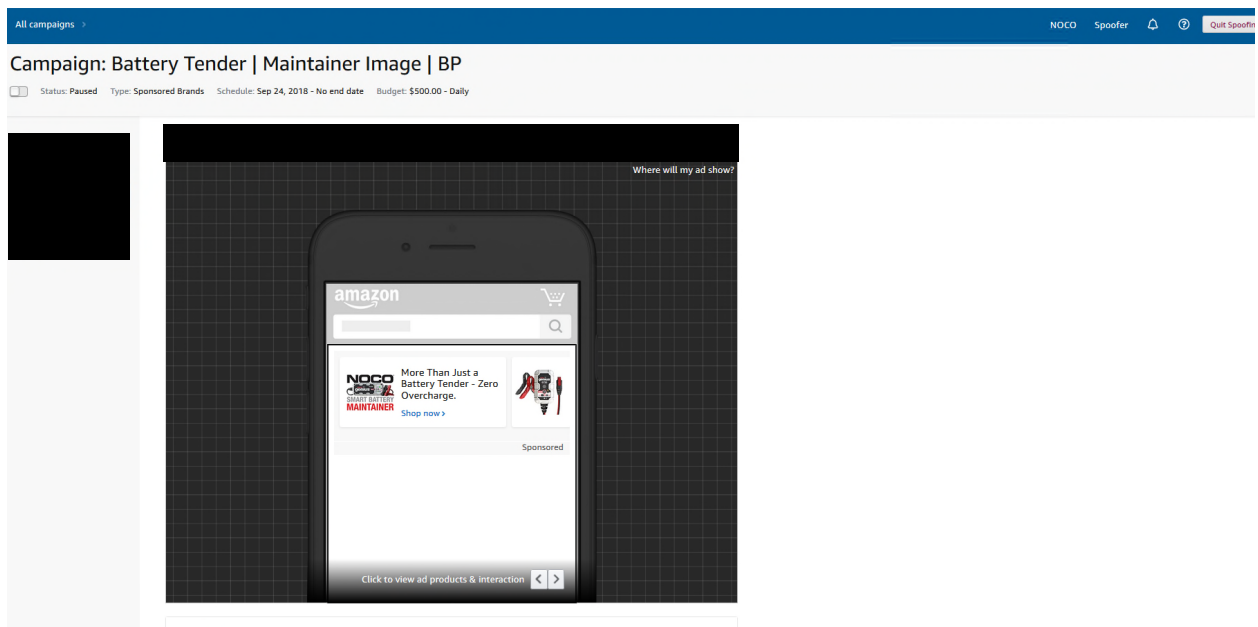 All campaigns >
NOCO Spoofer Quit Spoofin
Campaign: Battery Tender | Maintainer Image | BP
Status: Paused Type: Sponsored Brands Schedule: Sep 24, 2018 - No end date Budget: $500.00 - Daily
Where will my ad show?
amazon
NOCO
SMART BATTERY
MAINTAINER
More Than Just a
Battery Tender - Zero
Overcharge.
Shop now ›
Sponsored
Click to view ad products & interaction